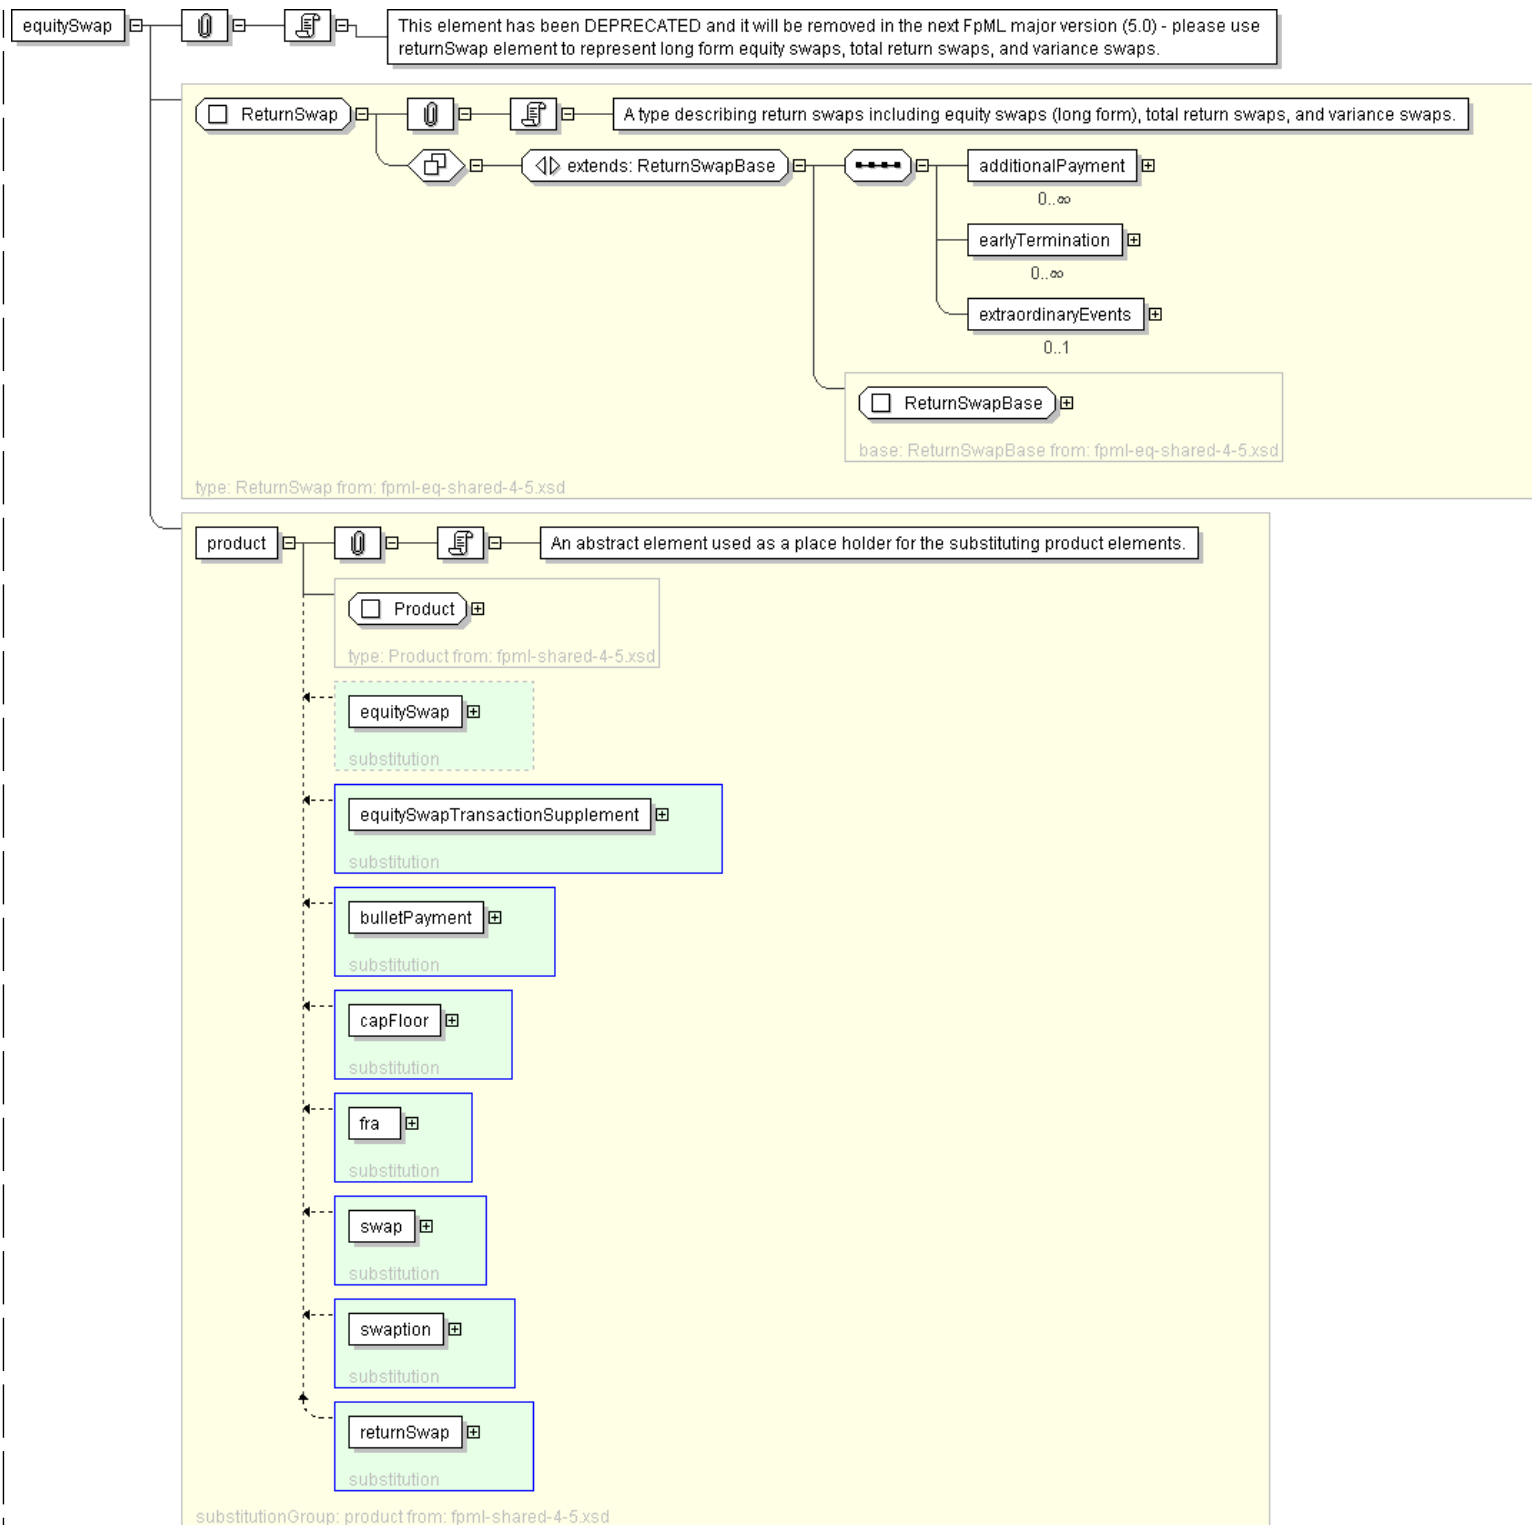 equitySwap
This element has been DEPRECATED and it will be removed in the next FpML major version (5.0) - please use
returnSwap element to represent long form equity swaps, total return swaps, and variance swaps.
ReturnSwap
A type describing return swaps including equity swaps (long form), total return swaps, and variance swaps.
extends: ReturnSwapBase
additionalPayment
0..∞
earlyTermination
0..∞
extraordinaryEvents
0..1
ReturnSwapBase
base: ReturnSwapBase from: fpml-eq-shared-4-5.xsd
type: ReturnSwap from: fpml-eq-shared-4-5.xsd
product
An abstract element used as a place holder for the substituting product elements.
Product
type: Product from: fpml-shared-4-5.xsd
equitySwap
substitution
equitySwapTransactionSupplement
substitution
bulletPayment
substitution
capFloor
substitution
fra
substitution
swap
substitution
swaption
substitution
returnSwap
substitution
substitutionGroup: product from: fpml-shared-4-5.xsd